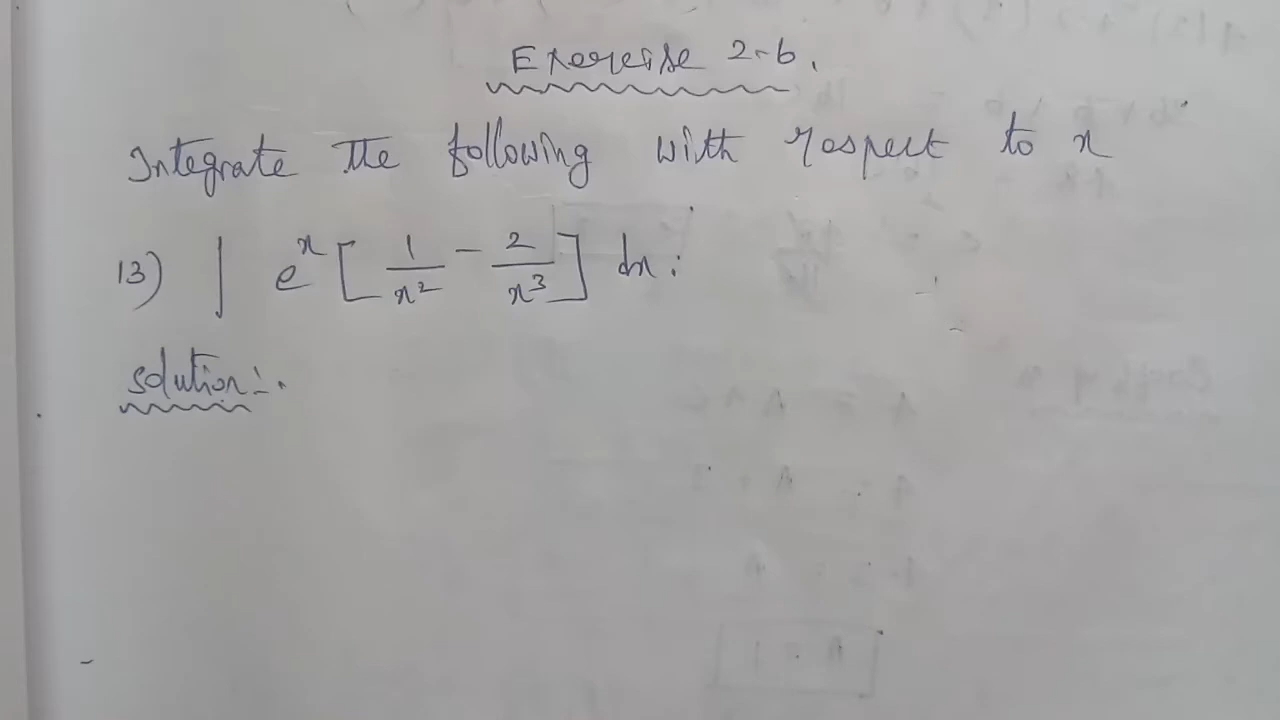 Exercise 2.6.
Integrate the following with respect to x
13) ∫ e^x [1/x² - 2/x³] dx.
solution:-